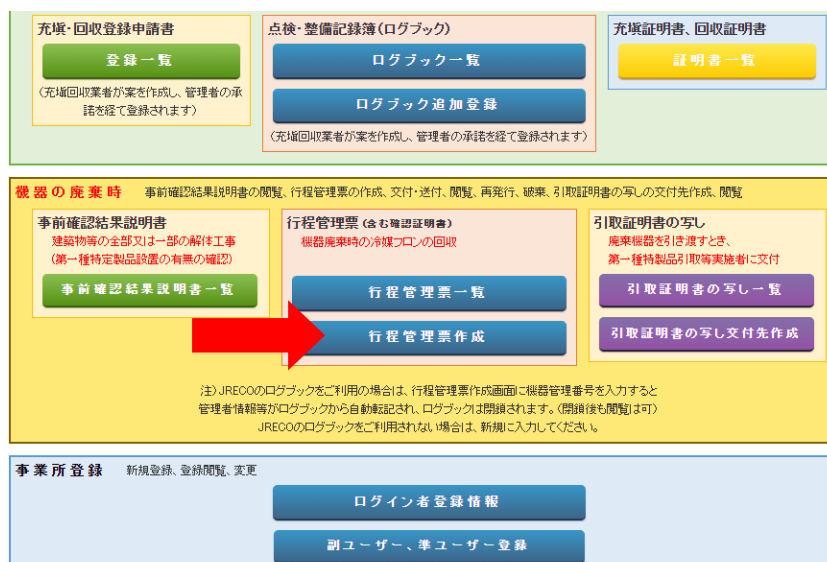 充塡・回収登録申請書
登録一覧
（充塡回収業者が案を作成し、管理者の承
諾を経て登録されます）
点検・整備記録簿（ログブック）
ログブック一覧
ログブック追加登録
（充塡回収業者が案を作成し、管理者の承諾を経て登録されます）
充塡証明書、回収証明書
証明書一覧
機器の廃棄時 事前確認結果説明書の閲覧、行程管理票の作成、交付・送付、閲覧、再発行、破棄、引取証明書の写しの交付先作成、閲覧
事前確認結果説明書
建築物等の全部又は一部の解体工事
（第一種特定製品設置の有無の確認）
事前確認結果説明書一覧
行程管理票（含む確認証明書）
機器廃棄時の冷媒フロンの回収
行程管理票一覧
行程管理票作成
引取証明書の写し
廃棄機器を引き渡すとき、
第一種特製品引取等実施者に交付
引取証明書の写し一覧
引取証明書の写し交付先作成
注）JRECOのログブックをご利用の場合は、行程管理票作成画面に機器管理番号を入力すると
管理者情報等がログブックから自動転記され、ログブックは閉鎖されます。（閉鎖後も閲覧は可）
JRECOのログブックをご利用されない場合は、新規に入力してください。
事業所登録 新規登録、登録閲覧、変更
ログイン者登録情報
副ユーザー、準ユーザー登録